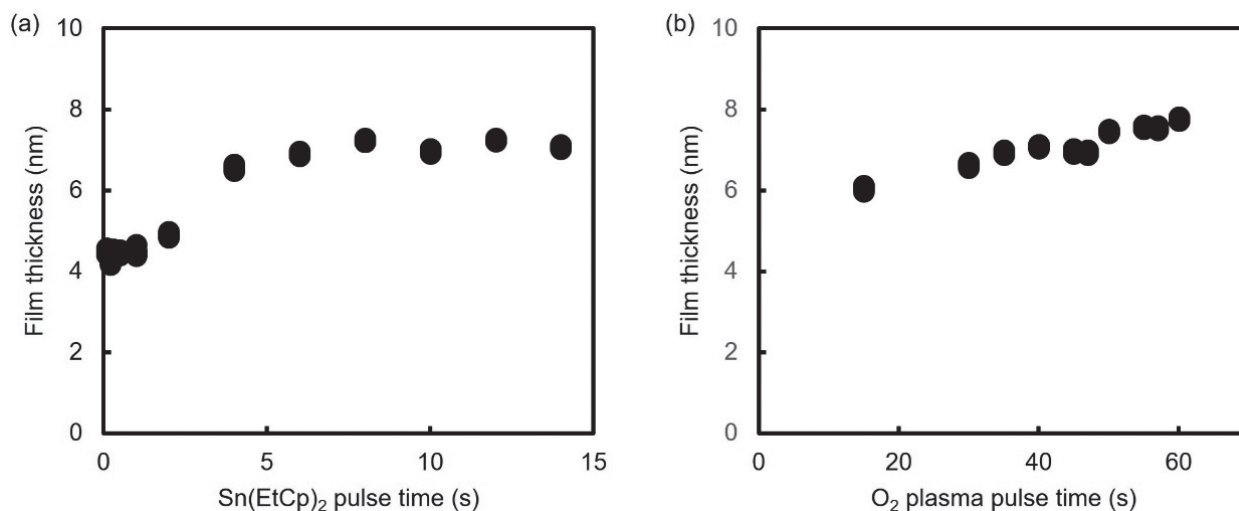 (a)
Film thickness (nm)
10
8
6
4
2
0
0 5 10 15
Sn(EtCp)₂ pulse time (s)
(b)
Film thickness (nm)
10
8
6
4
2
0
0 20 40 60
O₂ plasma pulse time (s)